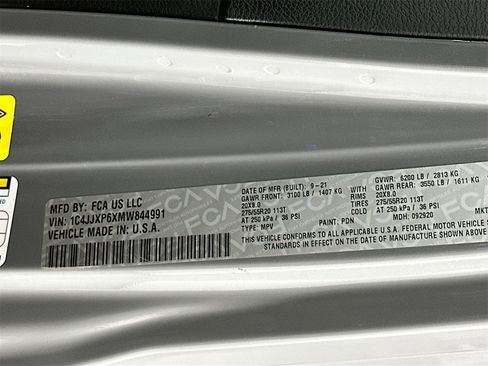 MFD BY: FCA US LLC
VIN: 1C4JJXP6XMW844991
VEHICLE MADE IN: U.S.A.
DATE OF MFR (BUILT): 9-21
GAWR(FRONT): 3100 LB/ 1407 KG
TIRES RIMS 20X8.0
275/55R20 113T
AT 250 kPa / 36 PSI
TYPE: MPV PAINT: PDN
GVWR: 6200 LB / 2813 KG
GAWR(REAR): 3550 LB / 1611 KG
20X8.0
275/55R20 113T
AT 250 kPa / 36 PSI
MDH: 092920 MKT
THIS VEHICLE CONFORMS TO ALL APPLICABLE U.S.A. FEDERAL MOTOR VEHICLE
IN EFFECT ON THE DATE OF MANUFACTURE SHOWN ABOVE.